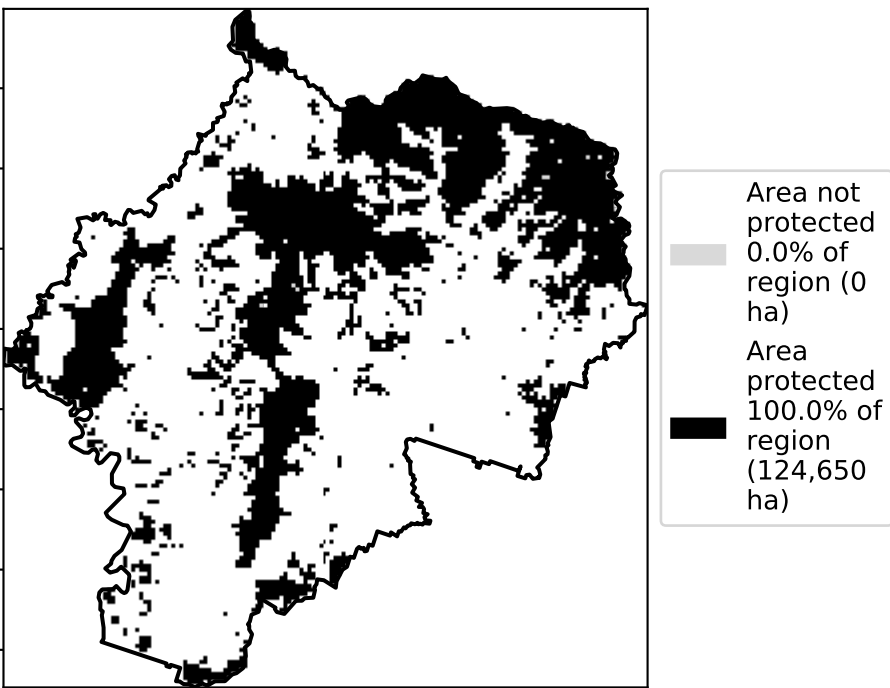 Area not
protected
0.0% of
region (0
ha)
Area
protected
100.0% of
region
(124,650
ha)